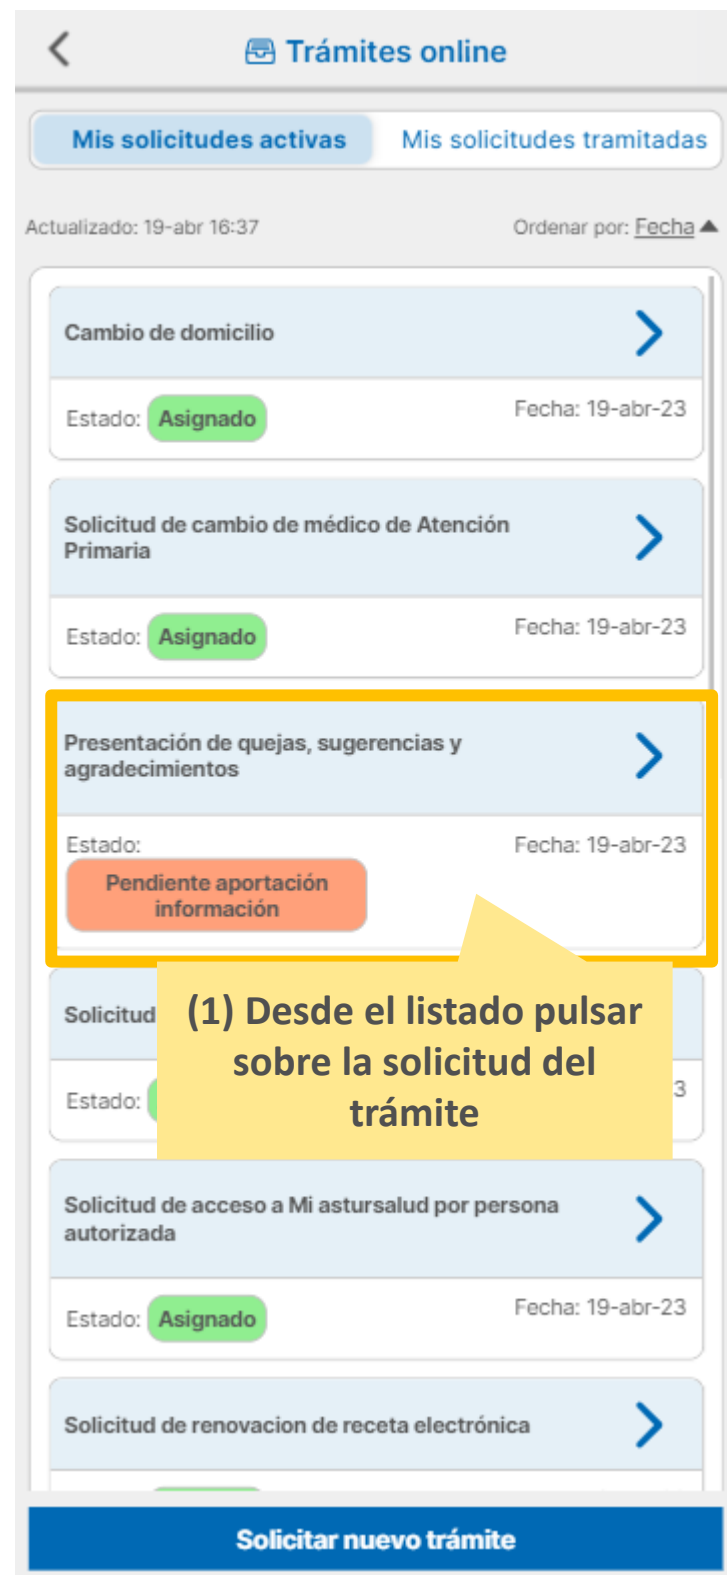 Trámites online
Mis solicitudes activas Mis solicitudes tramitadas
Actualizado: 19-abr 16:37 Ordenar por: Fecha
Cambio de domicilio
Estado: Asignado Fecha: 19-abr-23
Solicitud de cambio de médico de Atención
Primaria
Estado: Asignado Fecha: 19-abr-23
Presentación de quejas, sugerencias y
agradecimientos
Estado: Fecha: 19-abr-23
Pendiente aportación
información
Solicitud
(1) Desde el listado pulsar
sobre la solicitud del
trámite
Estado: 3
Solicitud de acceso a Mi astursalud por persona
autorizada
Estado: Asignado Fecha: 19-abr-23
Solicitud de renovacion de receta electrónica
Solicitar nuevo trámite